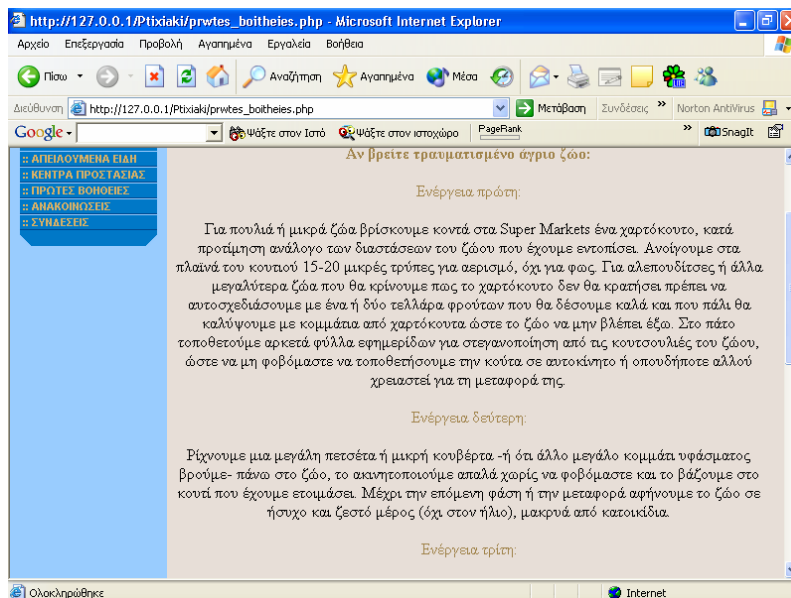 http://127.0.0.1/Ptixiaki/prwtes_boitheies.php - Microsoft Internet Explorer
Αρχείο Επεξεργασία Προβολή Αγαπημένα Εργαλεία Βοήθεια
Πίσω Αναζήτηση Αγαπημένα Μέσα
Διεύθυνση http://127.0.0.1/Ptixiaki/prwtes_boitheies.php Μετάβαση Συνδέσεις » Norton AntiVirus
Google Ψάξτε στον Ιστό Ψάξτε στον ιστοχώρο PageRank » SnagIt
:: ΑΠΕΙΛΟΥΜΕΝΑ ΕΙΔΗ
:: ΚΕΝΤΡΑ ΠΡΟΣΤΑΣΙΑΣ
:: ΠΡΩΤΕΣ ΒΟΗΘΕΙΕΣ
:: ΑΝΑΚΟΙΝΩΣΕΙΣ
:: ΣΥΝΔΕΣΕΙΣ
Αν βρείτε τραυματισμένο άγριο ζώο:
Ενέργεια πρώτη:
Για πουλιά ή μικρά ζώα βρίσκουμε κοντά στα Super Markets ένα χαρτόκουτο, κατά
προτίμηση ανάλογο των διαστάσεων του ζώου που έχουμε εντοπίσει. Ανοίγουμε στα
πλαϊνά του κουτιού 15-20 μικρές τρύπες για αερισμό, όχι για φως. Για αλεπουδίτσες ή άλλα
μεγαλύτερα ζώα που θα κρίνουμε πως το χαρτόκουτο δεν θα κρατήσει πρέπει να
αυτοσχεδιάσουμε με ένα ή δύο τελλάρα φρούτων που θα δέσουμε καλά και που πάλι θα
καλύψουμε με κομμάτια από χαρτόκουτα ώστε το ζώο να μην βλέπει έξω. Στο πάτο
τοποθετούμε αρκετά φύλλα εφημερίδων για στεγανοποίηση από τις κουτσουλιές του ζώου,
ώστε να μη φοβόμαστε να τοποθετήσουμε την κούτα σε αυτοκίνητο ή οπουδήποτε αλλού
χρειαστεί για τη μεταφορά της.
Ενέργεια δεύτερη:
Ρίχνουμε μια μεγάλη πετσέτα ή μικρή κουβέρτα -ή ότι άλλο μεγάλο κομμάτι υφάσματος
βρούμε- πάνω στο ζώο, το ακινητοποιούμε απαλά χωρίς να φοβόμαστε και το βάζουμε στο
κουτί που έχουμε ετοιμάσει. Μέχρι την επόμενη φάση ή την μεταφορά αφήνουμε το ζώο σε
ήσυχο και ζεστό μέρος (όχι στον ήλιο), μακρυά από κατοικίδια.
Ενέργεια τρίτη:
Ολοκληρώθηκε Internet